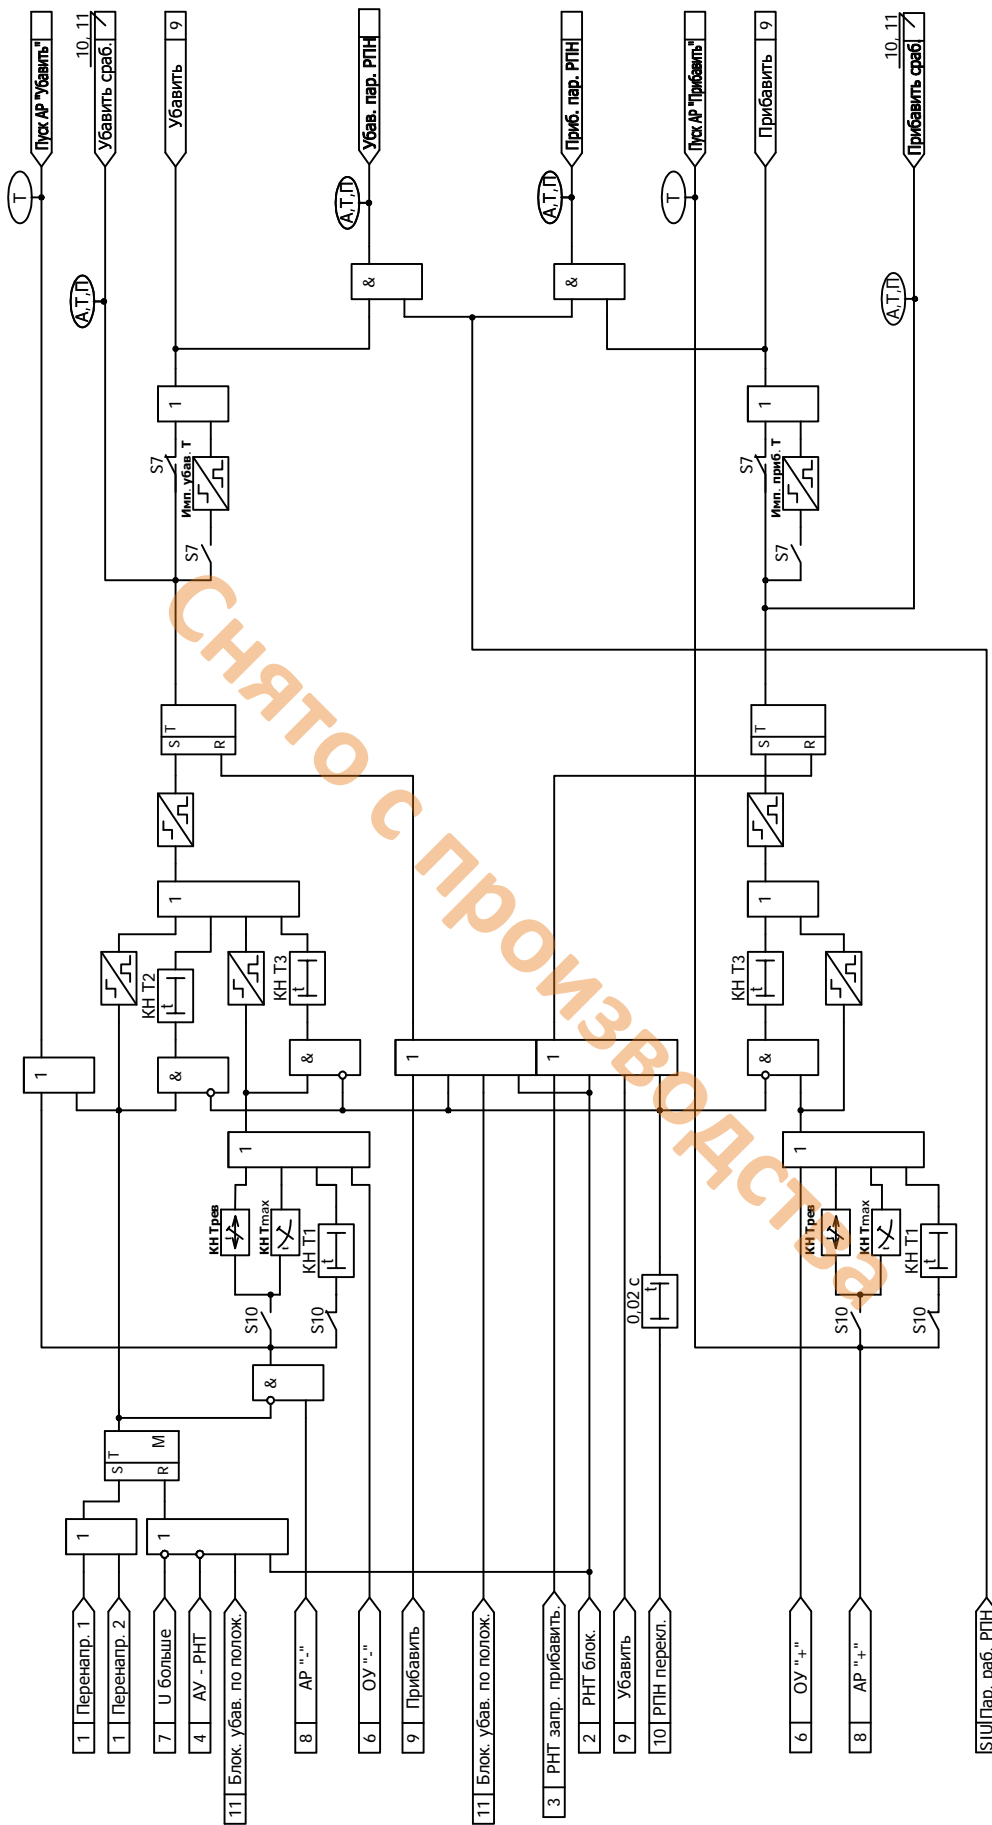 Пуск АР "Убавить"
10, 11
Убавить сраб.
9
Убавить
Убав. пар. РПН
Приб. пар. РПН
Пуск АР "Прибавить"
9
Прибавить
10, 11
Прибавить сраб.
Т
А,Т,П
А,Т,П
А,Т,П
Т
А,Т,П
&
&
1
S7
Имп. убав. Т
S7
1
S7
Имп. приб. Т
S7
S T
R
S T
R
1
КН Т2
t
КН Т3
t
1
КН Т3
t
1
&
&
1
1
&
1
КН Трев
КН Тmax
t
КН Т1
t
S10
S10
&
0,02 с
t
1
КН Трев
КН Тmax
t
КН Т1
t
S10
S10
S T
М
R
1
1
1 Перенапр. 1
1 Перенапр. 2
7 U больше
4 АУ - РНТ
11 Блок. убав. по полож.
8 АР "-"
6 ОУ "-"
9 Прибавить
11 Блок. убав. по полож.
3 РНТ запр. прибавить.
2 РНТ блок.
9 Убавить
10 РПН перекл.
6 ОУ "+"
8 АР "+"
SIU Пар. раб. РПН
Снято с производства